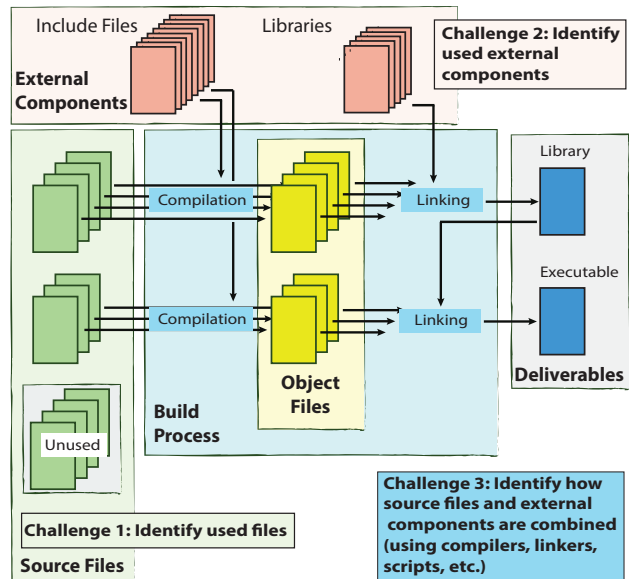 Include Files
Libraries
External
Components
Challenge 2: Identify
used external
components
Library
Compilation
Linking
Executable
Compilation
Linking
Object
Files
Deliverables
Build
Process
Unused
Challenge 1: Identify used files
Source Files
Challenge 3: Identify how
source files and external
components are combined
(using compilers, linkers,
scripts, etc.)